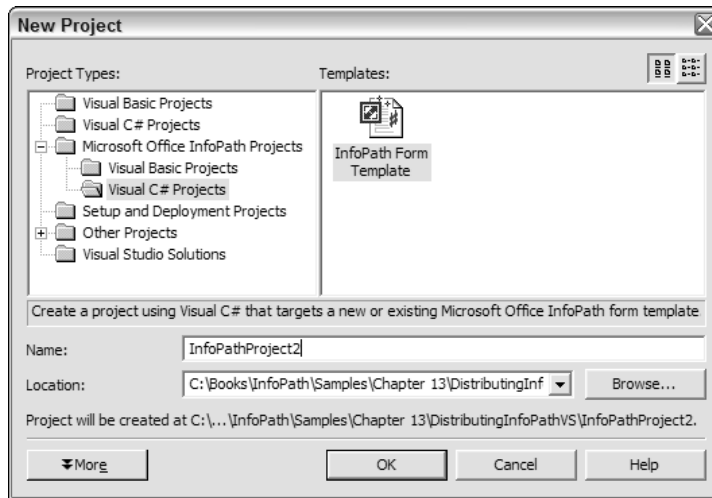 New Project
Project Types:
Templates:
Visual Basic Projects
Visual C# Projects
Microsoft Office InfoPath Projects
Visual Basic Projects
Visual C# Projects
Setup and Deployment Projects
Other Projects
Visual Studio Solutions
InfoPath Form
Template
Create a project using Visual C# that targets a new or existing Microsoft Office InfoPath form template
Name:
InfoPathProject2
Location:
C:\Books\InfoPath\Samples\Chapter 13\DistributingInf
Browse...
Project will be created at C:\...\InfoPath\Samples\Chapter 13\DistributingInfoPathVS\InfoPathProject2.
More
OK
Cancel
Help